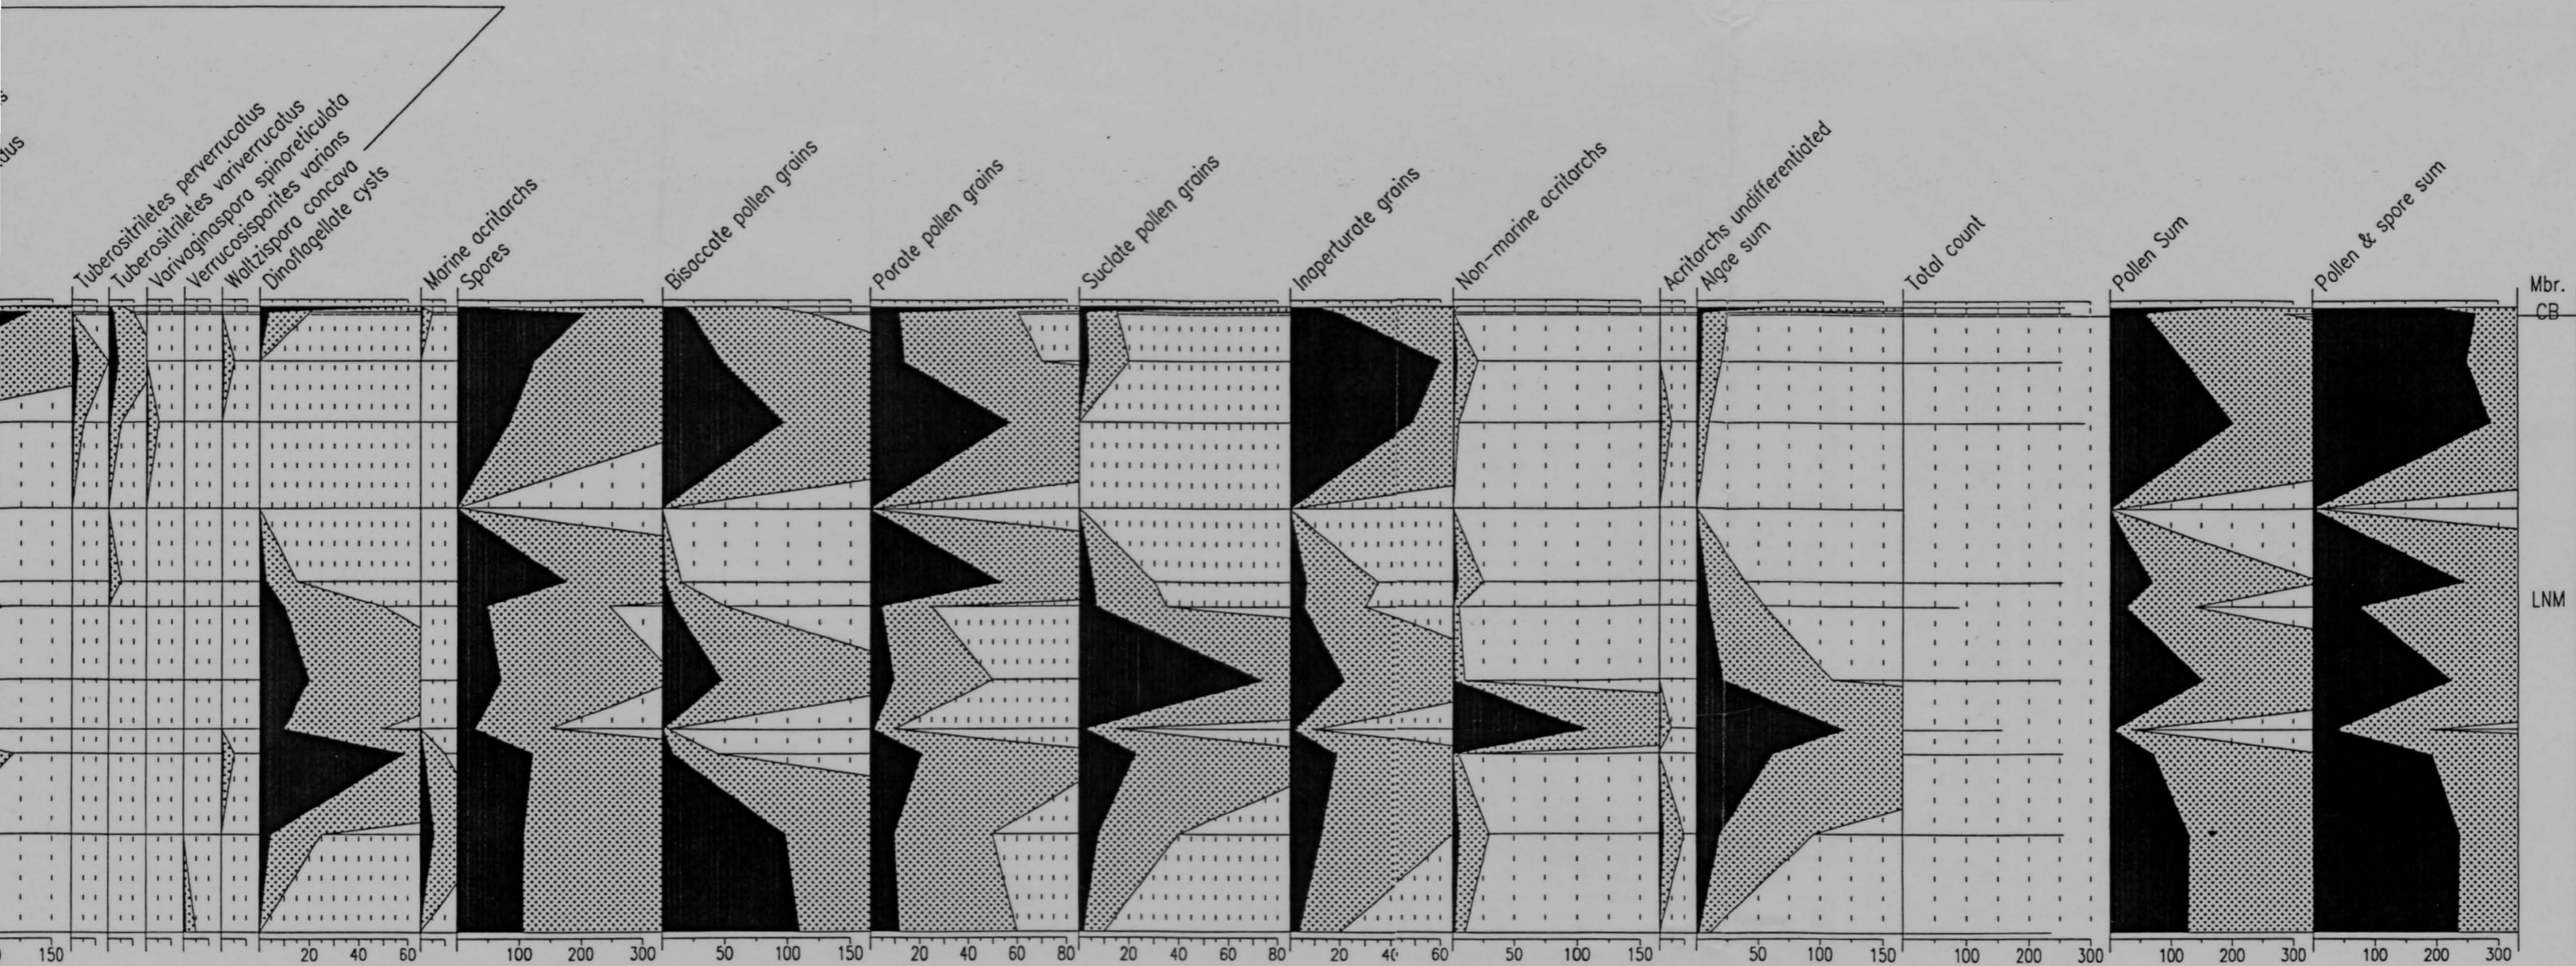 Tuberositriletes perverrucatus
Tuberositriletes variverrucatus
Varivaginaspora spinoreticulata
Verrucosisporites varians
Waltzispora concava
Dinoflagellate cysts
Marine acritarchs
Spores
Bisaccate pollen grains
Porate pollen grains
Suclate pollen grains
Inaperturate grains
Non-marine acritarchs
Acritarchs undifferentiated
Algae sum
Total count
Pollen Sum
Pollen & spore sum
Mbr.
CB
LNM
150 20 40 60 100 200 300 50 100 150 20 40 60 80 20 40 60 80 20 40 60 50 100 150 50 100 150 100 200 300 100 200 300 100 200 300